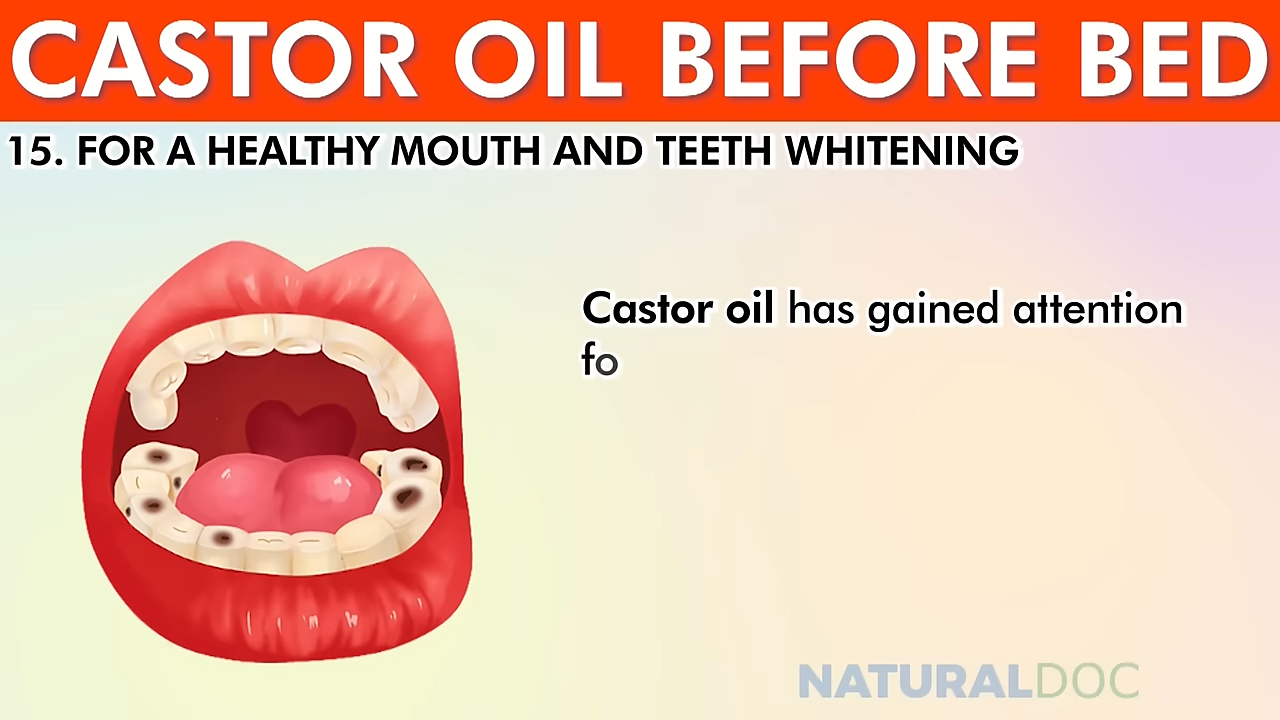 CASTOR OIL BEFORE BED
15. FOR A HEALTHY MOUTH AND TEETH WHITENING
Castor oil has gained attention
fo
NATURALDOC